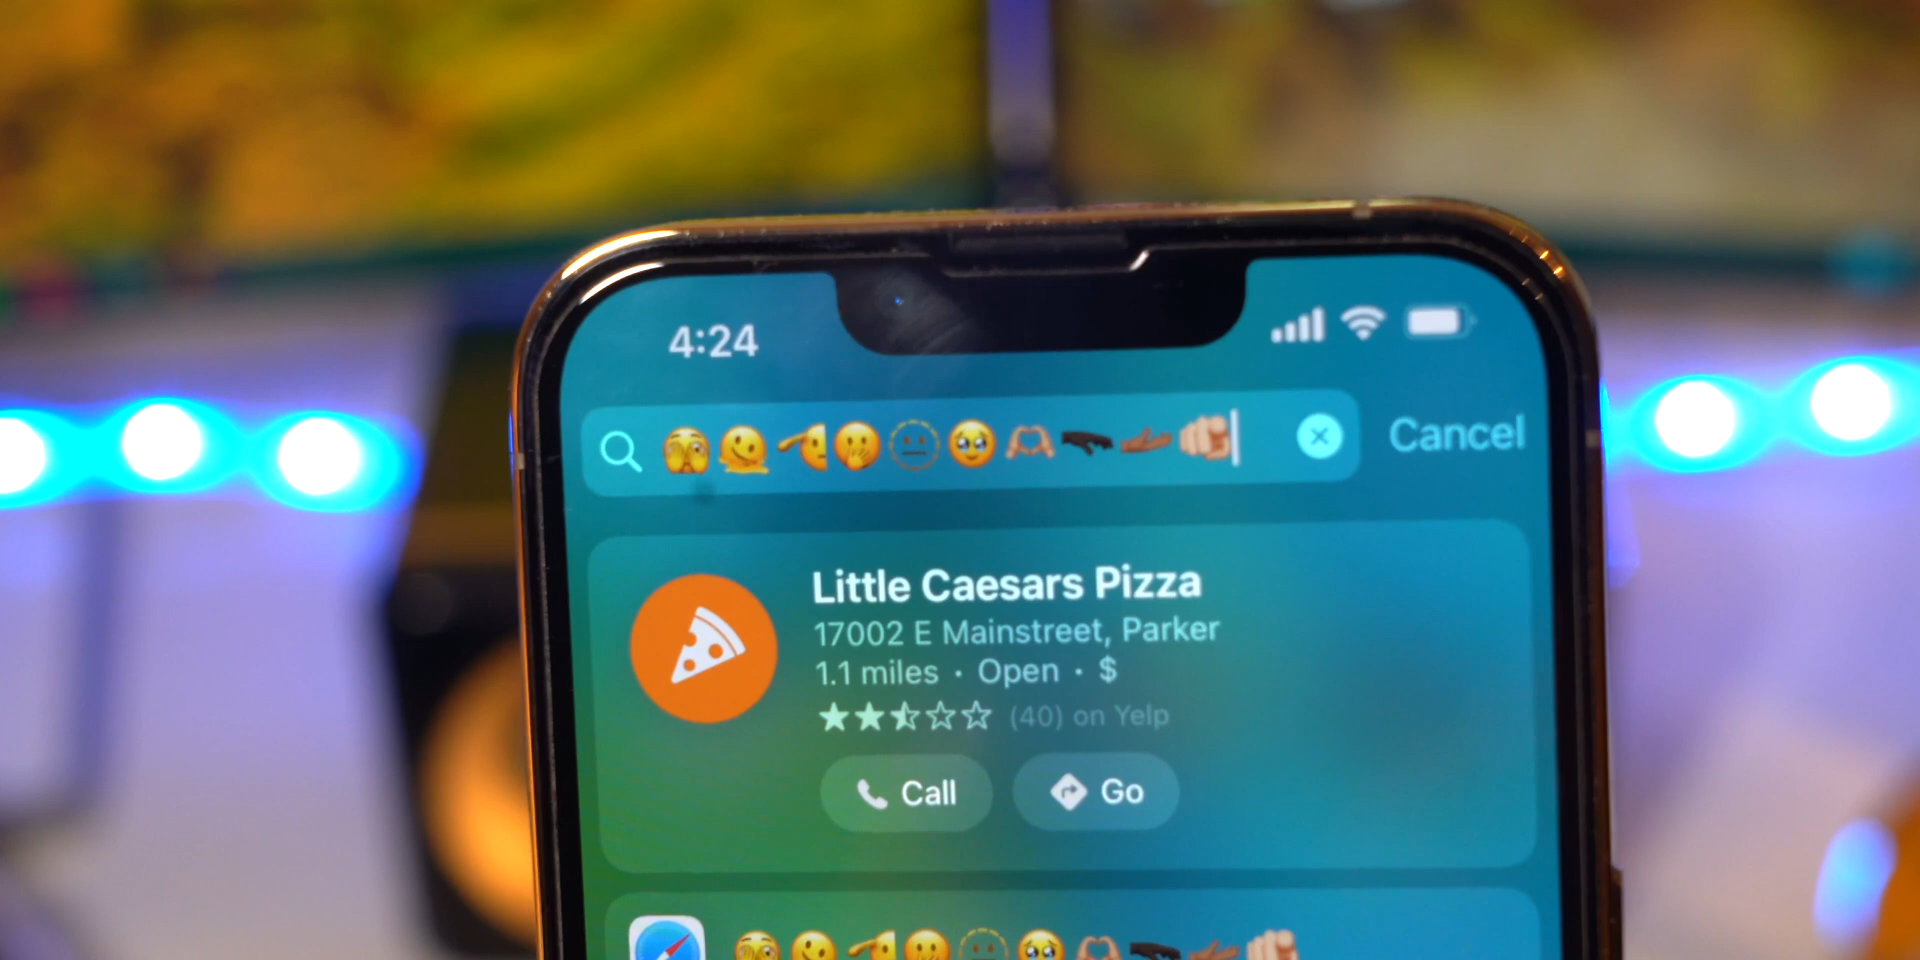 4:24
🫣🫠🫡🫢🫥🥹🫶🏼🫳🏿🫴🏽🫵🏼
Cancel
Little Caesars Pizza
17002 E Mainstreet, Parker
1.1 miles · Open · $
★★⯪☆☆ (40) on Yelp
Call
Go
🫣🫠🫡🫢🫥🥹🫶🏼🫳🏿🫴🏽🫵🏼